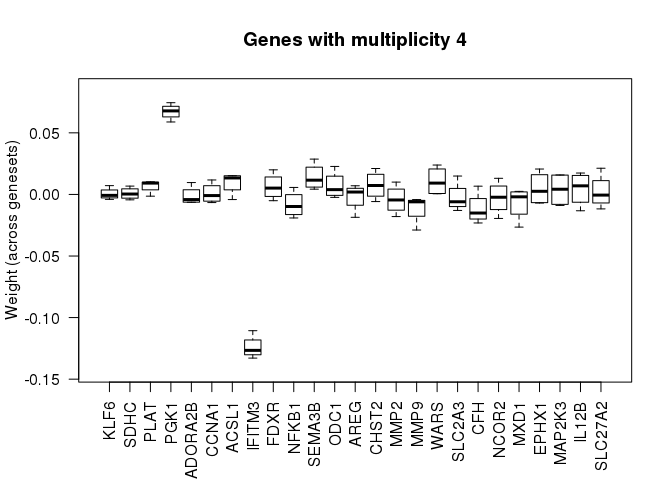 Genes with multiplicity 4
Weight (across genesets)
0.05
0.00
-0.05
-0.10
-0.15
KLF6
SDHC
PLAT
PGK1
ADORA2B
CCNA1
ACSL1
IFITM3
FDXR
NFKB1
SEMA3B
ODC1
AREG
CHST2
MMP2
MMP9
WARS
SLC2A3
CFH
NCOR2
MXD1
EPHX1
MAP2K3
IL12B
SLC27A2